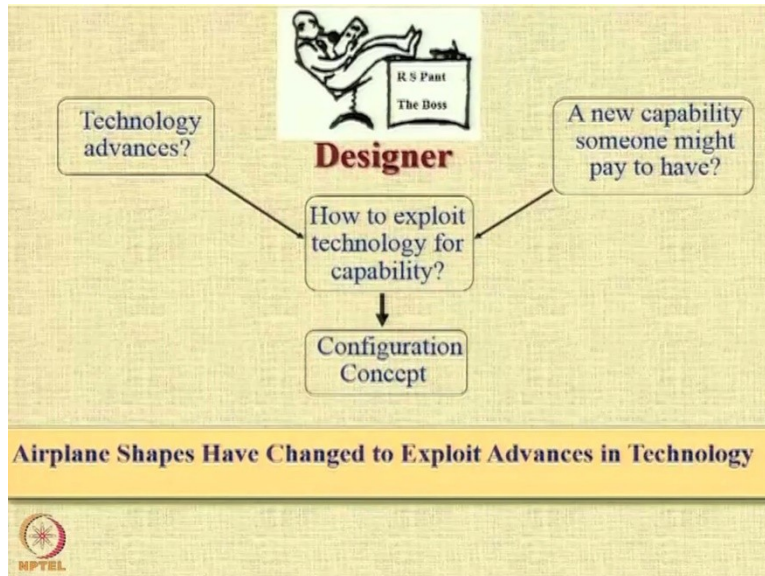 R S Pant
The Boss
Designer
Technology
advances?
A new capability
someone might
pay to have?
How to exploit
technology for
capability?
Configuration
Concept
Airplane Shapes Have Changed to Exploit Advances in Technology
NPTEL